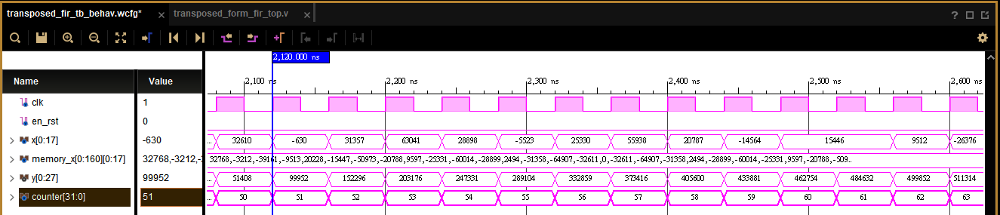 transposed_fir_tb_behav.wcfg* × transposed_form_fir_top.v ×
?
2,120.000 ns
Name Value
2,100 ns 2,200 ns 2,300 ns 2,400 ns 2,500 ns 2,600 ns
clk 1
en_rst 0
x[0:17] -630 ... 32610 -630 31357 63041 28898 -5523 25330 55938 20787 -14564 15446 9512 -26376
memory_x[0:160][0:17] 32768,-3212,-3 32768,-3212,-39161,-9513,20228,-15447,-50973,-20788,9597,-25331,-60014,-28899,2494,-31358,-64907,-32611,0,-32611,-64907,-31358,2494,-28899,-60014,-25331,9597,-20788,-509...
y[0:27] 99952 ... 51408 99952 152296 203176 247331 289104 332859 373416 405600 433881 462754 484632 499852 511314
counter[31:0] 51 ... 50 51 52 53 54 55 56 57 58 59 60 61 62 63